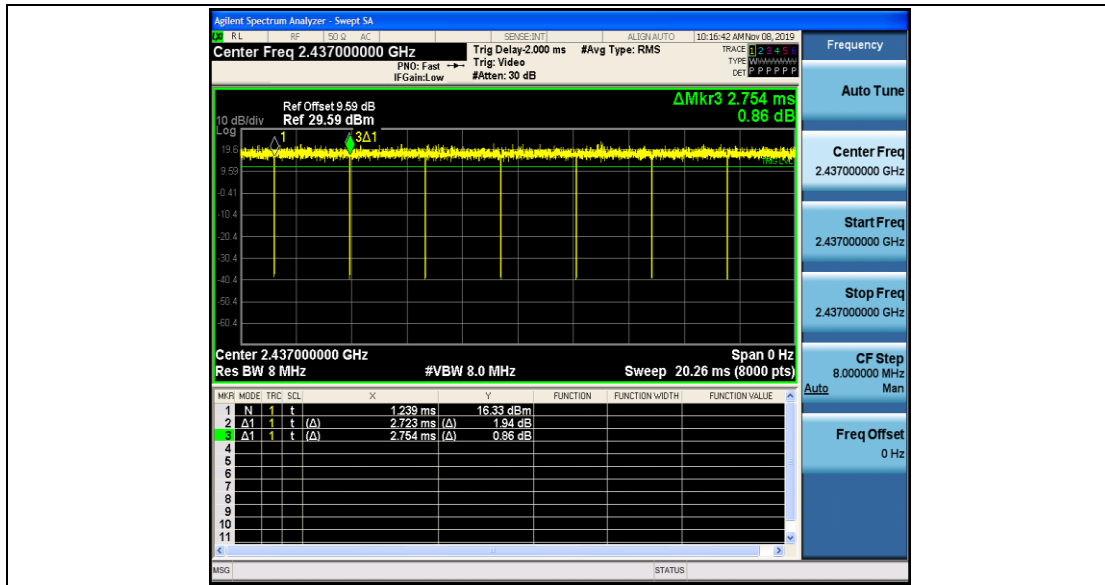 Agilent Spectrum Analyzer - Swept SA
RL RF 50 Ω AC SENSE:INT ALIGNAUTO 10:16:42 AM Nov 08, 2019
Center Freq 2.437000000 GHz
PNO: Fast
IFGain:Low
Trig Delay-2.000 ms
Trig: Video
#Atten: 30 dB
#Avg Type: RMS
TRACE 1 2 3 4 5 6
TYPE
DET P P P P P P
ΔMkr3 2.754 ms
0.86 dB
Ref Offset 9.59 dB
10 dB/div Ref 29.59 dBm
Log
1
3Δ1
19.6
9.59
-0.41
-10.4
-20.4
-30.4
-40.4
-50.4
-60.4
Center 2.437000000 GHz Span 0 Hz
Res BW 8 MHz #VBW 8.0 MHz Sweep 20.26 ms (8000 pts)
MKR MODE TRC SCL X Y FUNCTION FUNCTION WIDTH FUNCTION VALUE
1 N 1 t 1.239 ms 16.33 dBm
2 Δ1 1 t (Δ) 2.723 ms (Δ) 1.94 dB
3 Δ1 1 t (Δ) 2.754 ms (Δ) 0.86 dB
4
5
6
7
8
9
10
11
MSG STATUS
Frequency
Auto Tune
Center Freq
2.437000000 GHz
Start Freq
2.437000000 GHz
Stop Freq
2.437000000 GHz
CF Step
8.000000 MHz
Auto Man
Freq Offset
0 Hz